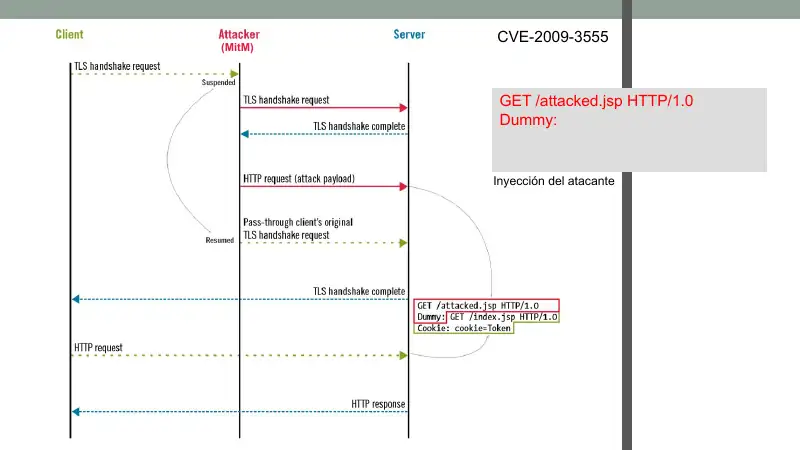 Client
Attacker
(MitM)
Server
CVE-2009-3555
TLS handshake request
Suspended
TLS handshake request
GET /attacked.jsp HTTP/1.0
Dummy:
TLS handshake complete
HTTP request (attack payload)
Inyección del atacante
Pass-through client's original
TLS handshake request
Resumed
TLS handshake complete
GET /attacked.jsp HTTP/1.0
Dummy: GET /index.jsp HTTP/1.0
Cookie: cookie=Token
HTTP request
HTTP response